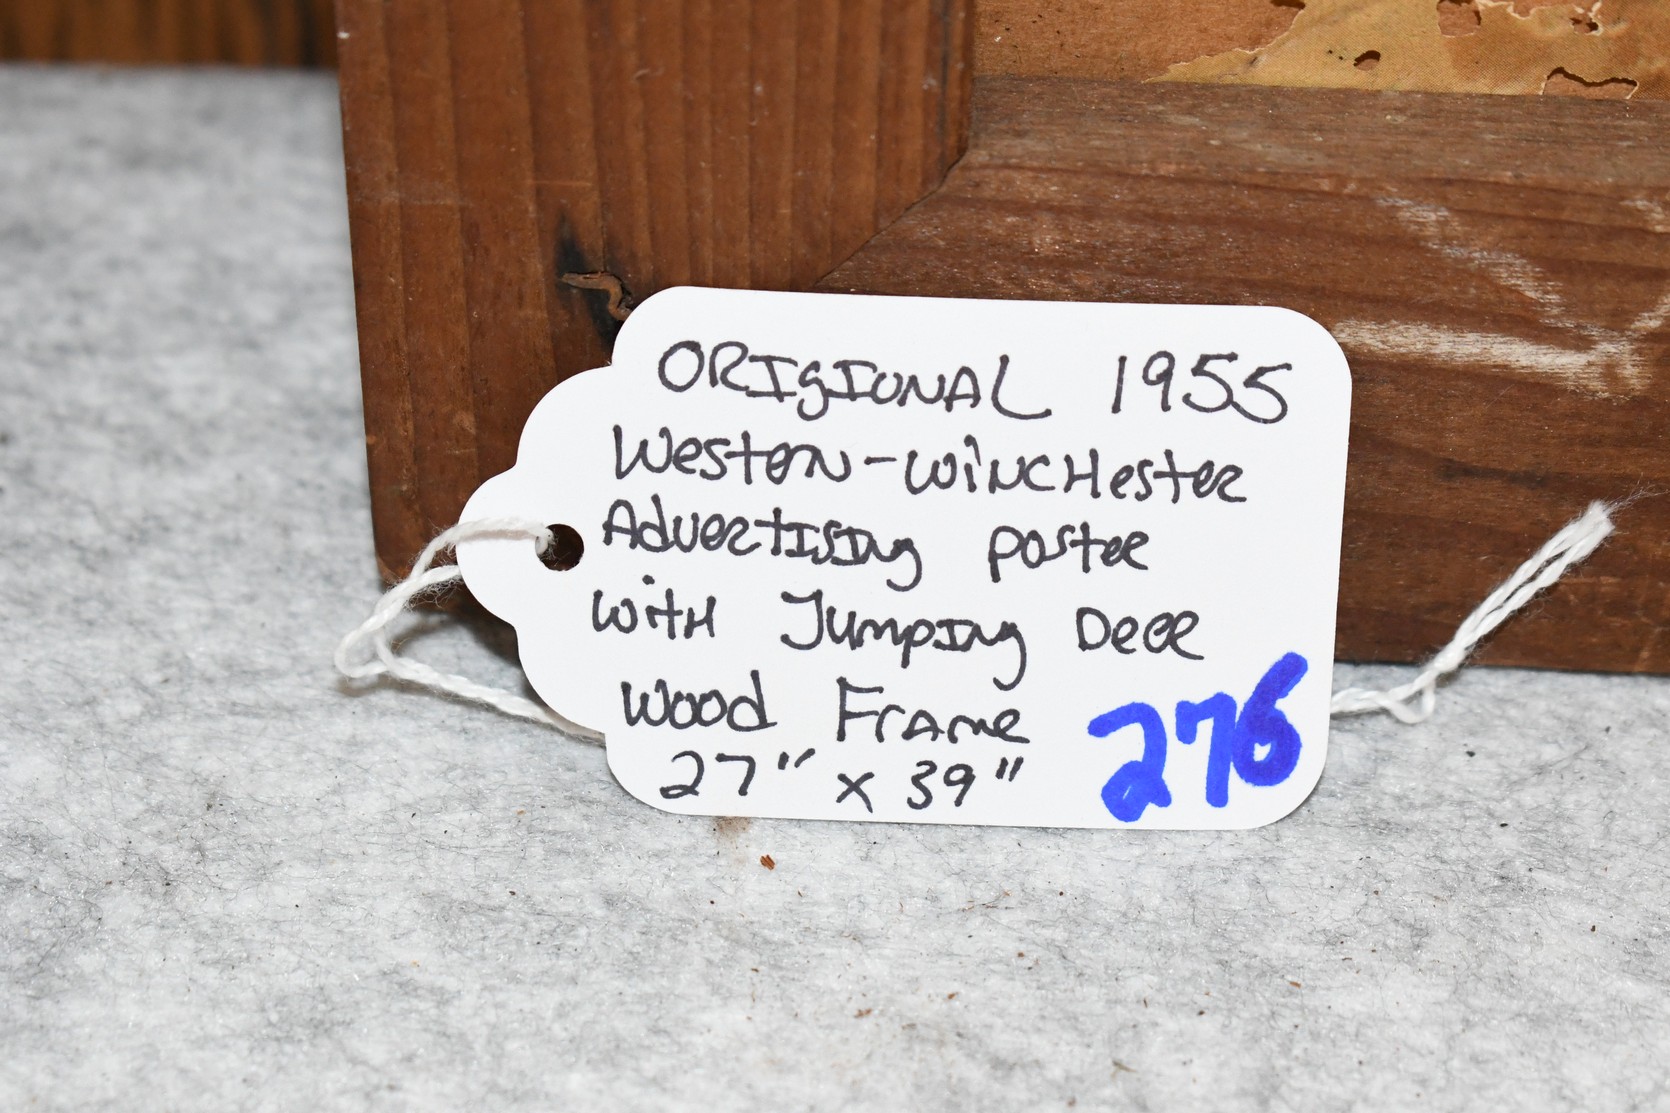 ORIgIONAL 1955
Weston-WiNCHester
AdverTISINg poster
WitH JumpINg Deer
Wood Frame
27" x 39"
276